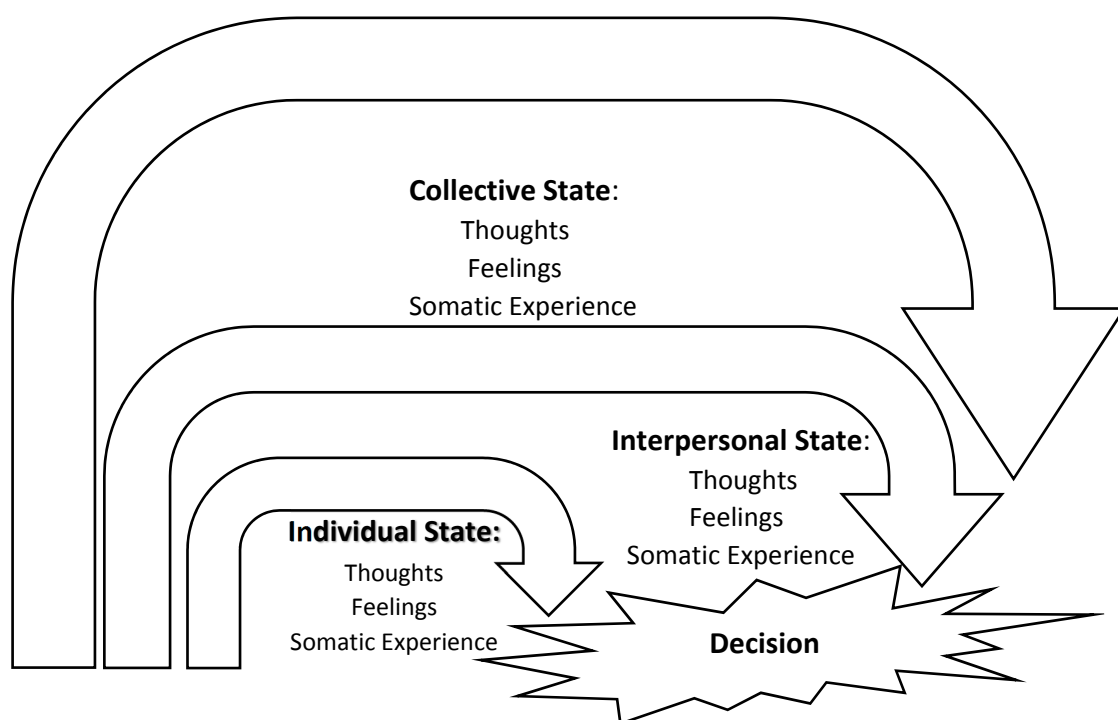 Collective State:
Thoughts
Feelings
Somatic Experience
Interpersonal State:
Thoughts
Feelings
Somatic Experience
Individual State:
Thoughts
Feelings
Somatic Experience
Decision